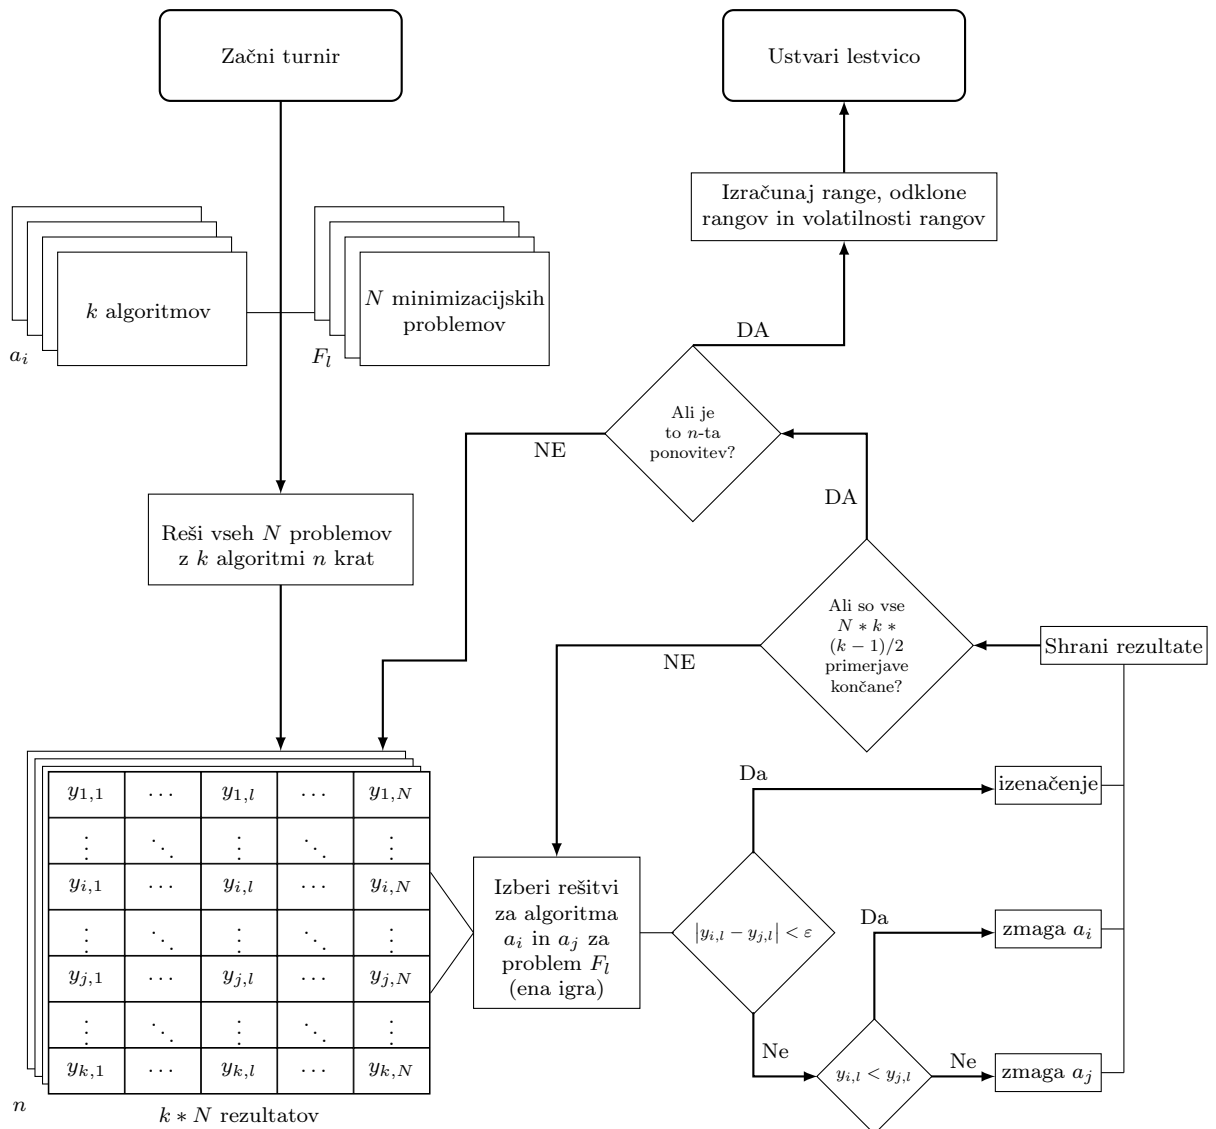 Začni turnir
Ustvari lestvico
Izračunaj range, odklone
rangov in volatilnosti rangov
k algoritmov
a_i
N minimizacijskih
problemov
F_l
DA
Ali je
to n-ta
ponovitev?
NE
DA
Reši vseh N problemov
z k algoritmi n krat
Ali so vse
N ∗ k ∗
(k − 1)/2
primerjave
končane?
NE
Shrani rezultate
y_{1,1} ⋯ y_{1,l} ⋯ y_{1,N}
⋮ ⋱ ⋮ ⋱ ⋮
y_{i,1} ⋯ y_{i,l} ⋯ y_{i,N}
⋮ ⋱ ⋮ ⋱ ⋮
y_{j,1} ⋯ y_{j,l} ⋯ y_{j,N}
⋮ ⋱ ⋮ ⋱ ⋮
y_{k,1} ⋯ y_{k,l} ⋯ y_{k,N}
n
k ∗ N rezultatov
Izberi rešitvi
za algoritma
a_i in a_j za
problem F_l
(ena igra)
|y_{i,l} − y_{j,l}| < ε
Da
izenačenje
Ne
y_{i,l} < y_{j,l}
Da
zmaga a_i
Ne
zmaga a_j